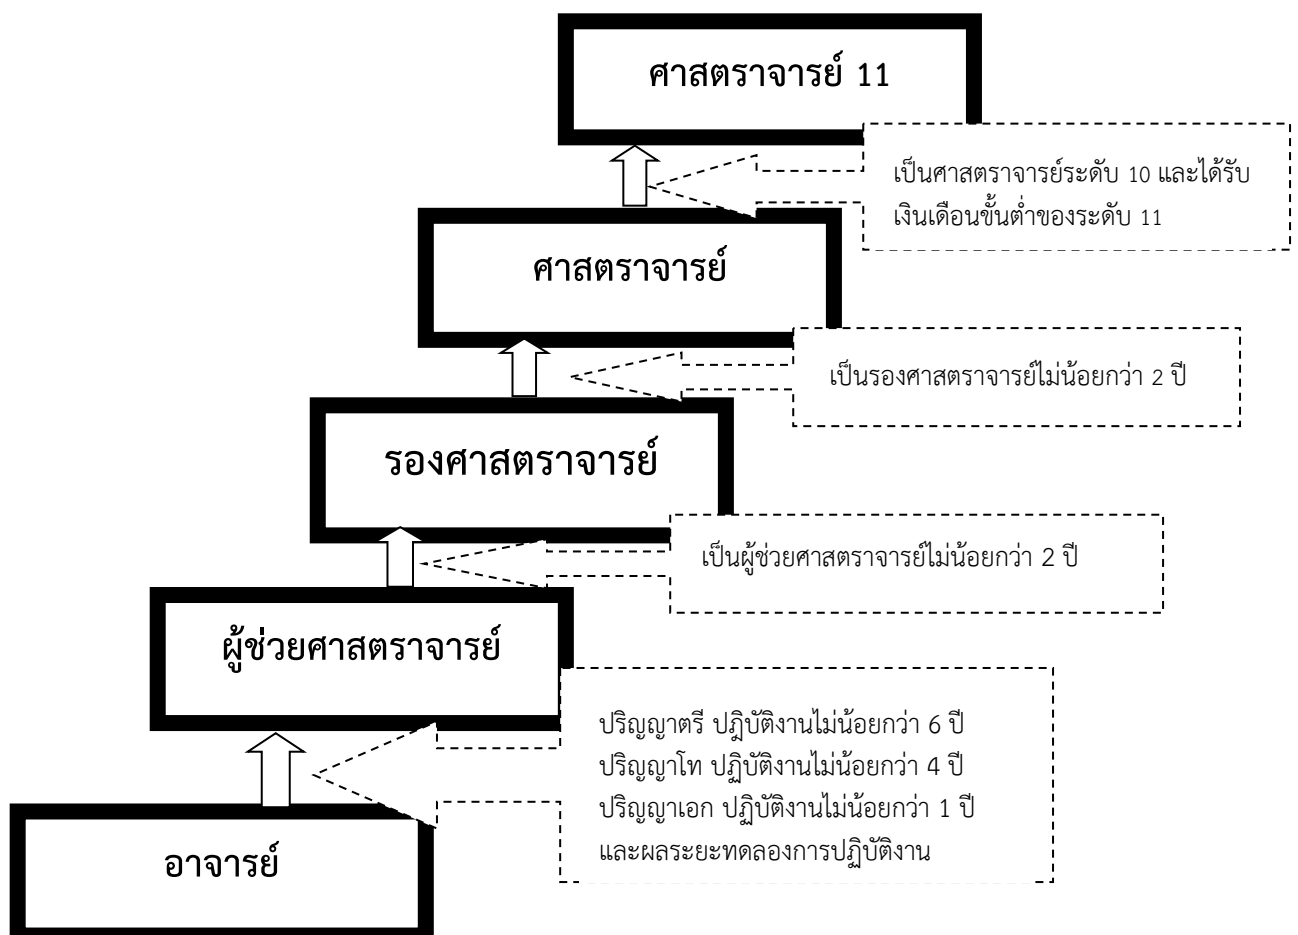 ศาสตราจารย์ 11
เป็นศาสตราจารย์ระดับ 10 และได้รับ
เงินเดือนขั้นต่ำของระดับ 11
ศาสตราจารย์
เป็นรองศาสตราจารย์ไม่น้อยกว่า 2 ปี
รองศาสตราจารย์
เป็นผู้ช่วยศาสตราจารย์ไม่น้อยกว่า 2 ปี
ผู้ช่วยศาสตราจารย์
ปริญญาตรี ปฎิบัติงานไม่น้อยกว่า 6 ปี
ปริญญาโท ปฏิบัติงานไม่น้อยกว่า 4 ปี
ปริญญาเอก ปฏิบัติงานไม่น้อยกว่า 1 ปี
และผลระยะทดลองการปฏิบัติงาน
อาจารย์